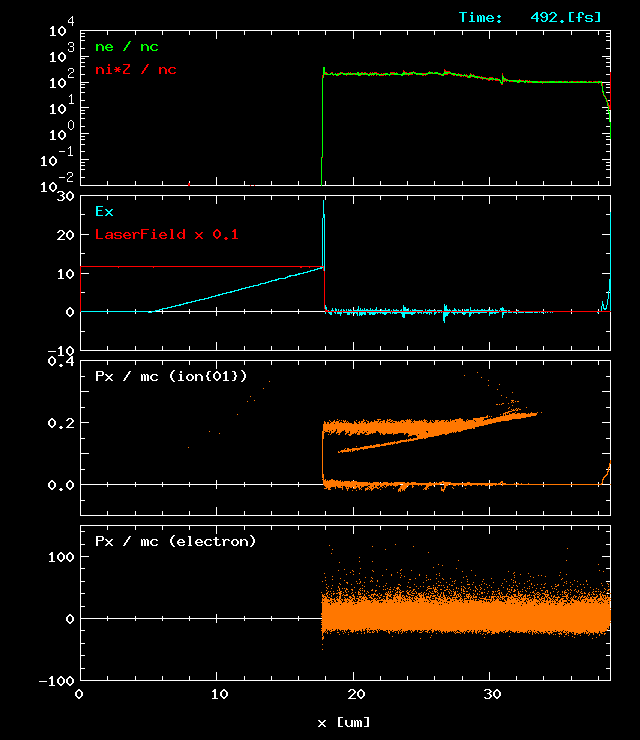 Time: 492.[fs]
10^4
ne / nc
10^3
ni*Z / nc
10^2
10^1
10^0
10^-1
10^-2
30
Ex
20
LaserField x 0.1
10
0
-10
0.4
Px / mc (ion{01})
0.2
0.0
Px / mc (electron)
100
0
-100
0 10 20 30
x [um]